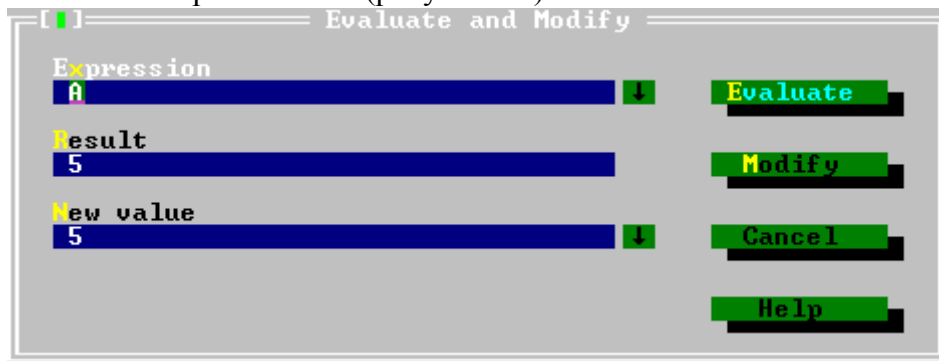 Evaluate and Modify
Expression
A
Evaluate
Result
5
Modify
New value
5
Cancel
Help